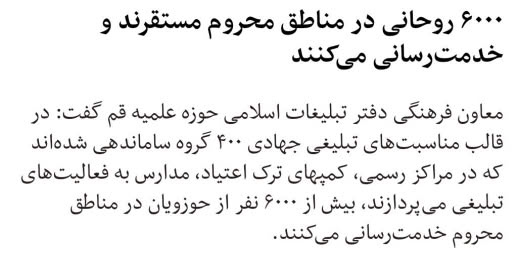 ۶۰۰۰ روحانی در مناطق محروم مستقرند و
خدمت‌رسانی می‌کنند
معاون فرهنگی دفتر تبلیغات اسلامی حوزه علمیه قم گفت: در
قالب مناسبت‌های تبلیغی جهادی ۴۰۰ گروه ساماندهی شده‌اند
که در مراکز رسمی، کمپهای ترک اعتیاد، مدارس به فعالیت‌های
تبلیغی می‌پردازند، بیش از ۶۰۰۰ نفر از حوزویان در مناطق
محروم خدمت‌رسانی می‌کنند.